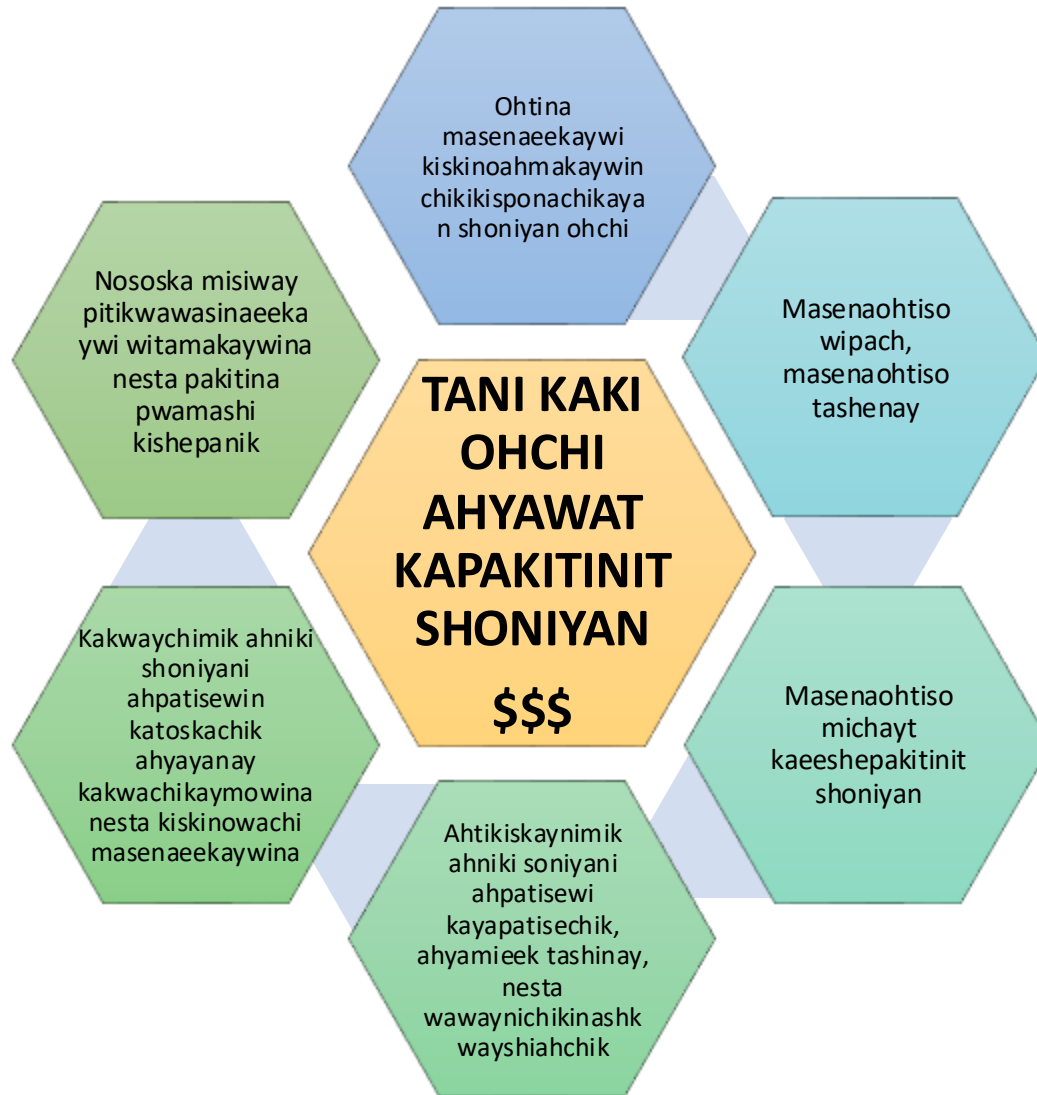 Ohtina
masenaeekaywi
kiskinoahmakaywin
chikikisponachikaya
n shoniyan ohchi
Masenaohtiso
wipach,
masenaohtiso
tashenay
Masenaohtiso
michayt
kaeeshepakitinit
shoniyan
Ahtikiskaynimik
ahniki soniyani
ahpatisewi
kayapatisechik,
ahyamieek tashinay,
nesta
wawaynichikinashk
wayshiahchik
Kakwaychimik ahniki
shoniyani
ahpatisewin
katoskachik
ahyayanay
kakwachikaymowina
nesta kiskinowachi
masenaeekaywina
Nososka misiway
pitikwawasinaeeka
ywi witamakaywina
nesta pakitina
pwamashi
kishepanik
TANI KAKI
OHCHI
AHYAWAT
KAPAKITINIT
SHONIYAN
$$$